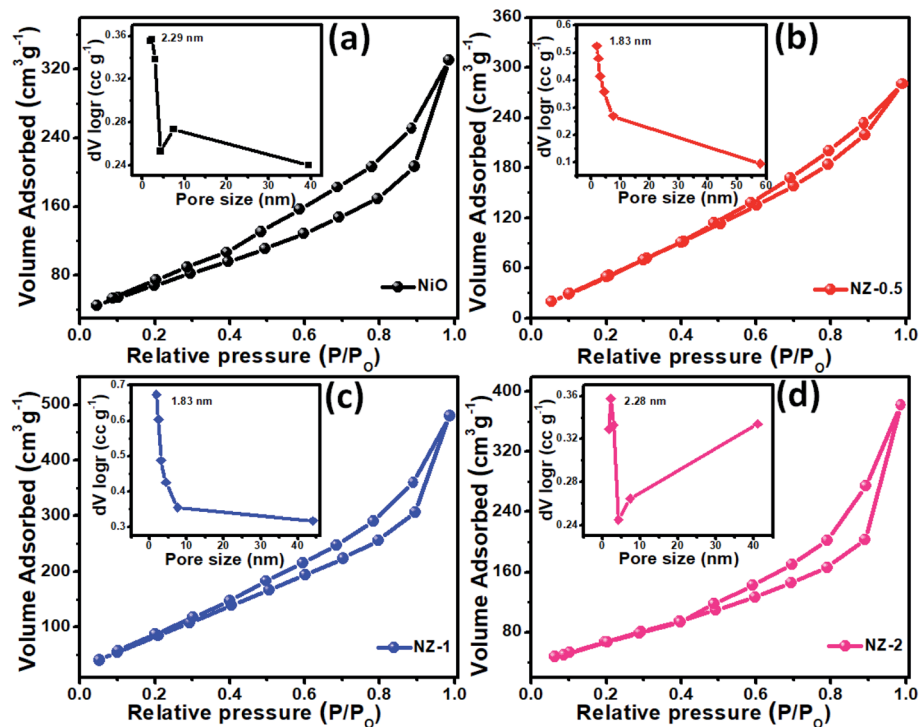 (a)
2.29 nm
dV logr (cc g-1)
0.36
0.32
0.28
0.24
0 10 20 30 40
Pore size (nm)
Volume Adsorbed (cm3g-1)
320
240
160
80
NiO
0.0 0.2 0.4 0.6 0.8 1.0
Relative pressure (P/PO)
(b)
1.83 nm
dV logr (cc g-1)
0.5
0.4
0.3
0.2
0.1
0 10 20 30 40 50 60
Pore size (nm)
Volume Adsorbed (cm3g-1)
360
300
240
180
120
60
0
NZ-0.5
0.0 0.2 0.4 0.6 0.8 1.0
Relative pressure (P/PO)
(c)
1.83 nm
dV logr (cc g-1)
0.7
0.6
0.5
0.4
0.3
0 10 20 30 40
Pore size (nm)
Volume Adsorbed (cm3g-1)
500
400
300
200
100
NZ-1
0.0 0.2 0.4 0.6 0.8 1.0
Relative pressure (P/PO)
(d)
2.28 nm
dV logr (cc g-1)
0.36
0.32
0.28
0.24
0 10 20 30 40
Pore size (nm)
Volume Adsorbed (cm3g-1)
400
320
240
160
80
NZ-2
0.0 0.2 0.4 0.6 0.8 1.0
Relative pressure (P/PO)